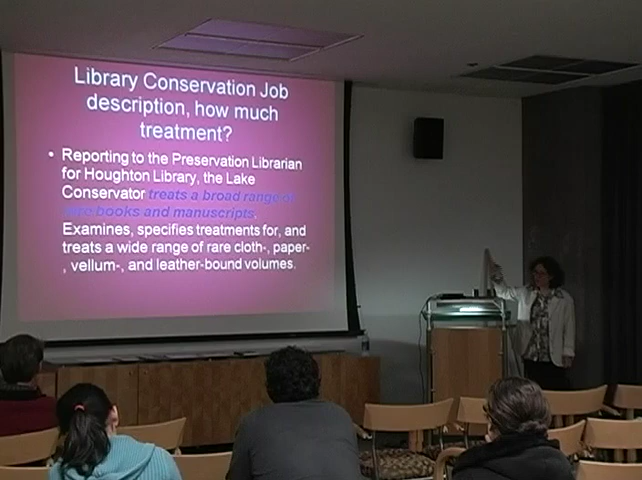 Library Conservation Job
description, how much
treatment?
• Reporting to the Preservation Librarian
for Houghton Library, the Lake
Conservator treats a broad range of
rare books and manuscripts.
Examines, specifies treatments for, and
treats a wide range of rare cloth-, paper-
, vellum-, and leather-bound volumes.